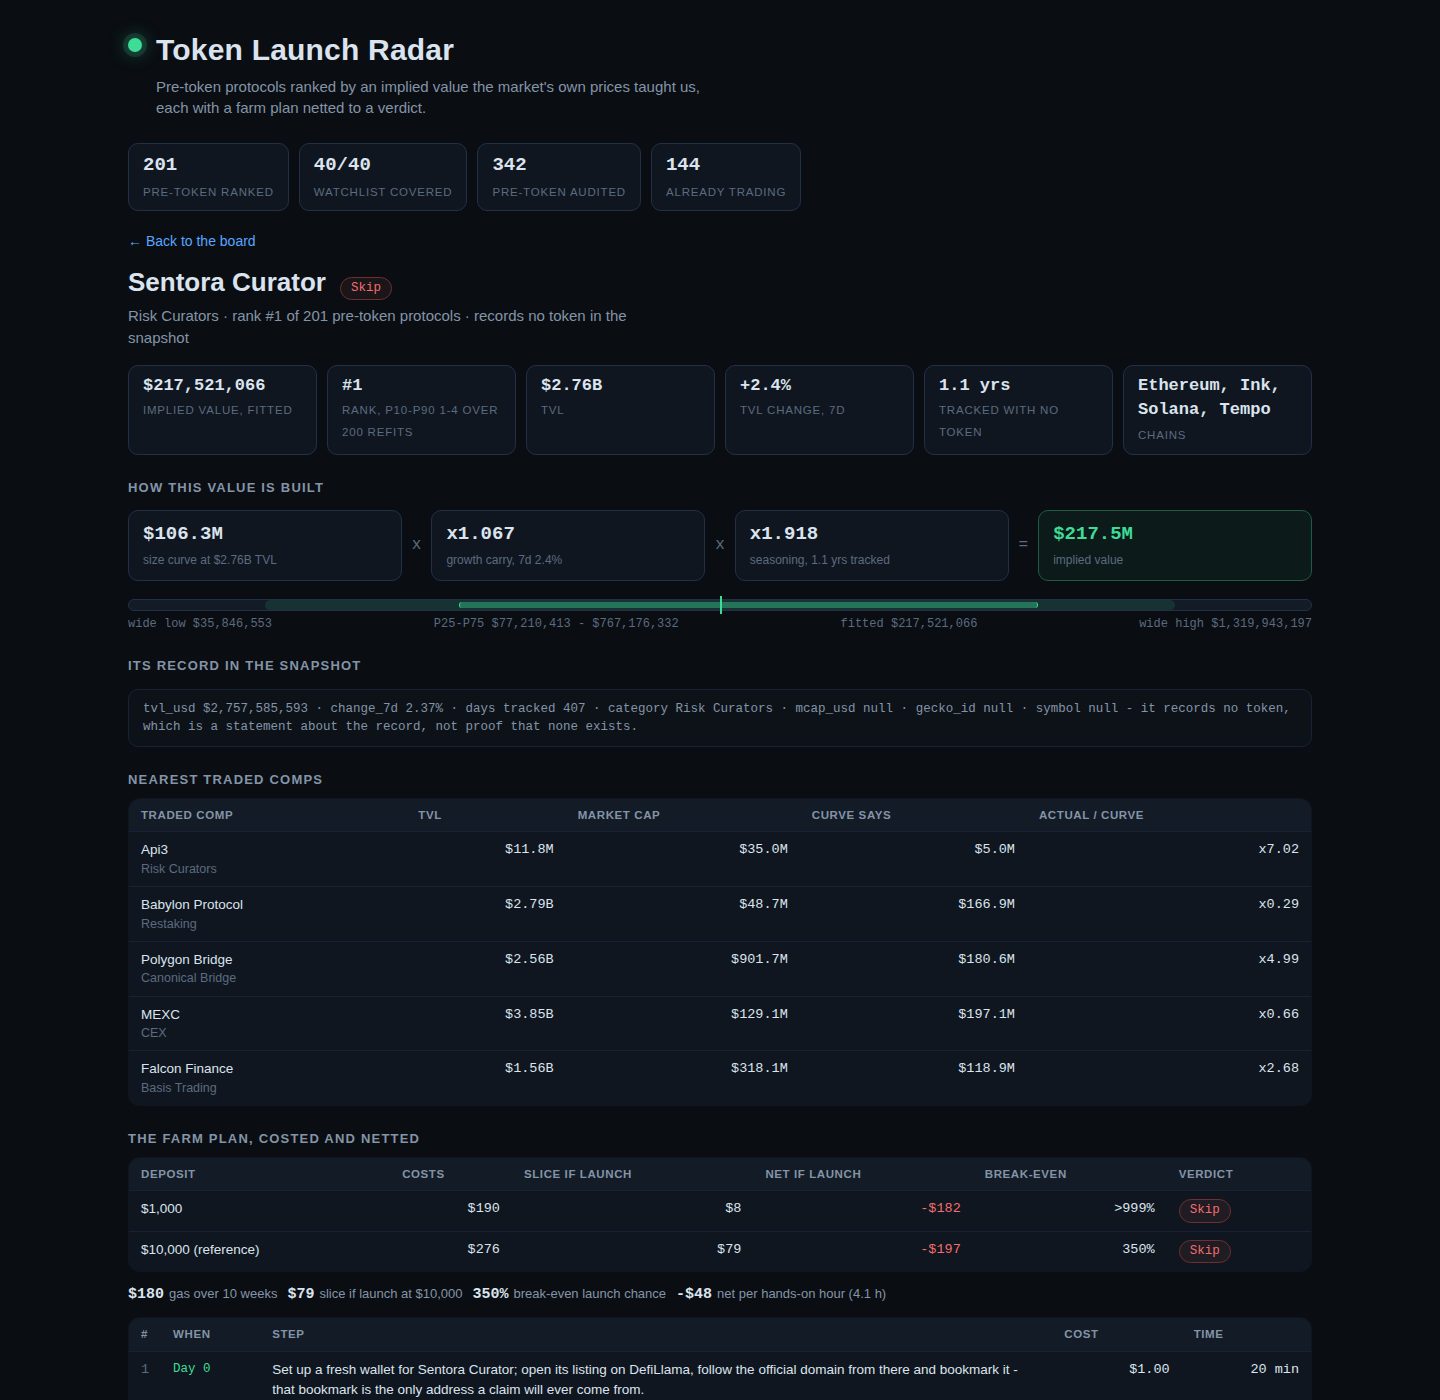 Token Launch Radar
Pre-token protocols ranked by an implied value the market's own prices taught us,
each with a farm plan netted to a verdict.
201
PRE-TOKEN RANKED
40/40
WATCHLIST COVERED
342
PRE-TOKEN AUDITED
144
ALREADY TRADING
← Back to the board
Sentora Curator Skip
Risk Curators · rank #1 of 201 pre-token protocols · records no token in the
snapshot
$217,521,066
IMPLIED VALUE, FITTED
#1
RANK, P10-P90 1-4 OVER
200 REFITS
$2.76B
TVL
+2.4%
TVL CHANGE, 7D
1.1 yrs
TRACKED WITH NO
TOKEN
Ethereum, Ink,
Solana, Tempo
CHAINS
HOW THIS VALUE IS BUILT
$106.3M
size curve at $2.76B TVL
x
x1.067
growth carry, 7d 2.4%
x
x1.918
seasoning, 1.1 yrs tracked
=
$217.5M
implied value
wide low $35,846,553 P25-P75 $77,210,413 - $767,176,332 fitted $217,521,066 wide high $1,319,943,197
ITS RECORD IN THE SNAPSHOT
tvl_usd $2,757,585,593 · change_7d 2.37% · days tracked 407 · category Risk Curators · mcap_usd null · gecko_id null · symbol null - it records no token,
which is a statement about the record, not proof that none exists.
NEAREST TRADED COMPS
TRADED COMP TVL MARKET CAP CURVE SAYS ACTUAL / CURVE
Api3 $11.8M $35.0M $5.0M x7.02
Risk Curators
Babylon Protocol $2.79B $48.7M $166.9M x0.29
Restaking
Polygon Bridge $2.56B $901.7M $180.6M x4.99
Canonical Bridge
MEXC $3.85B $129.1M $197.1M x0.66
CEX
Falcon Finance $1.56B $318.1M $118.9M x2.68
Basis Trading
THE FARM PLAN, COSTED AND NETTED
DEPOSIT COSTS SLICE IF LAUNCH NET IF LAUNCH BREAK-EVEN VERDICT
$1,000 $190 $8 -$182 >999% Skip
$10,000 (reference) $276 $79 -$197 350% Skip
$180 gas over 10 weeks $79 slice if launch at $10,000 350% break-even launch chance -$48 net per hands-on hour (4.1 h)
# WHEN STEP COST TIME
1 Day 0 Set up a fresh wallet for Sentora Curator; open its listing on DefiLlama, follow the official domain from there and bookmark it - $1.00 20 min
that bookmark is the only address a claim will ever come from.